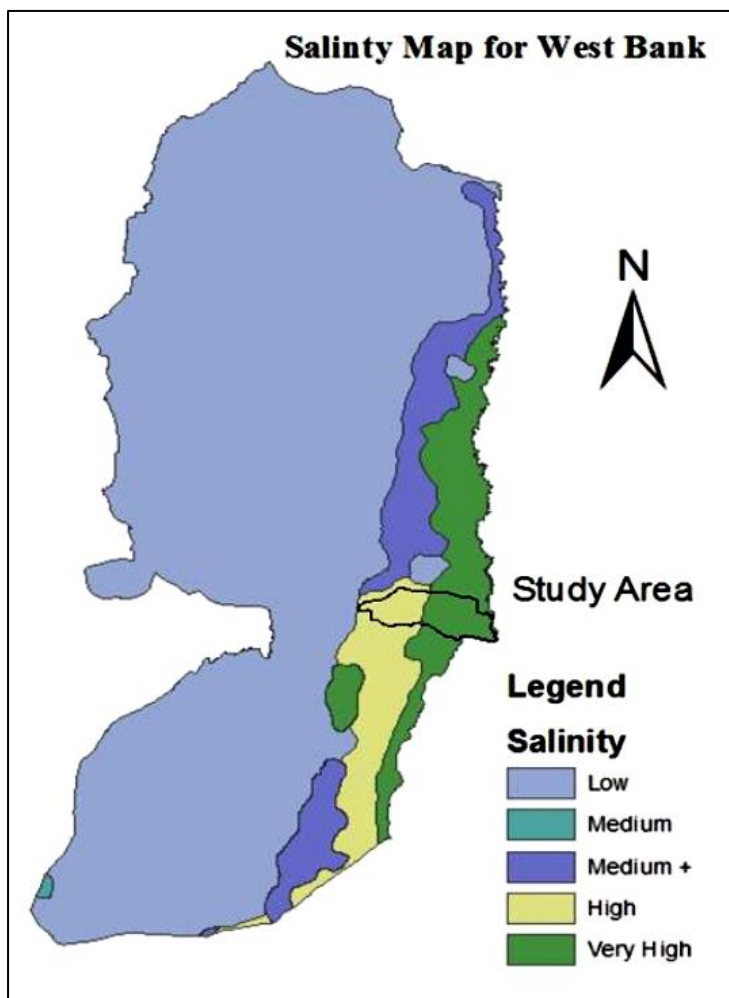 Salinty Map for West Bank
N
Study Area
Legend
Salinity
Low
Medium
Medium +
High
Very High